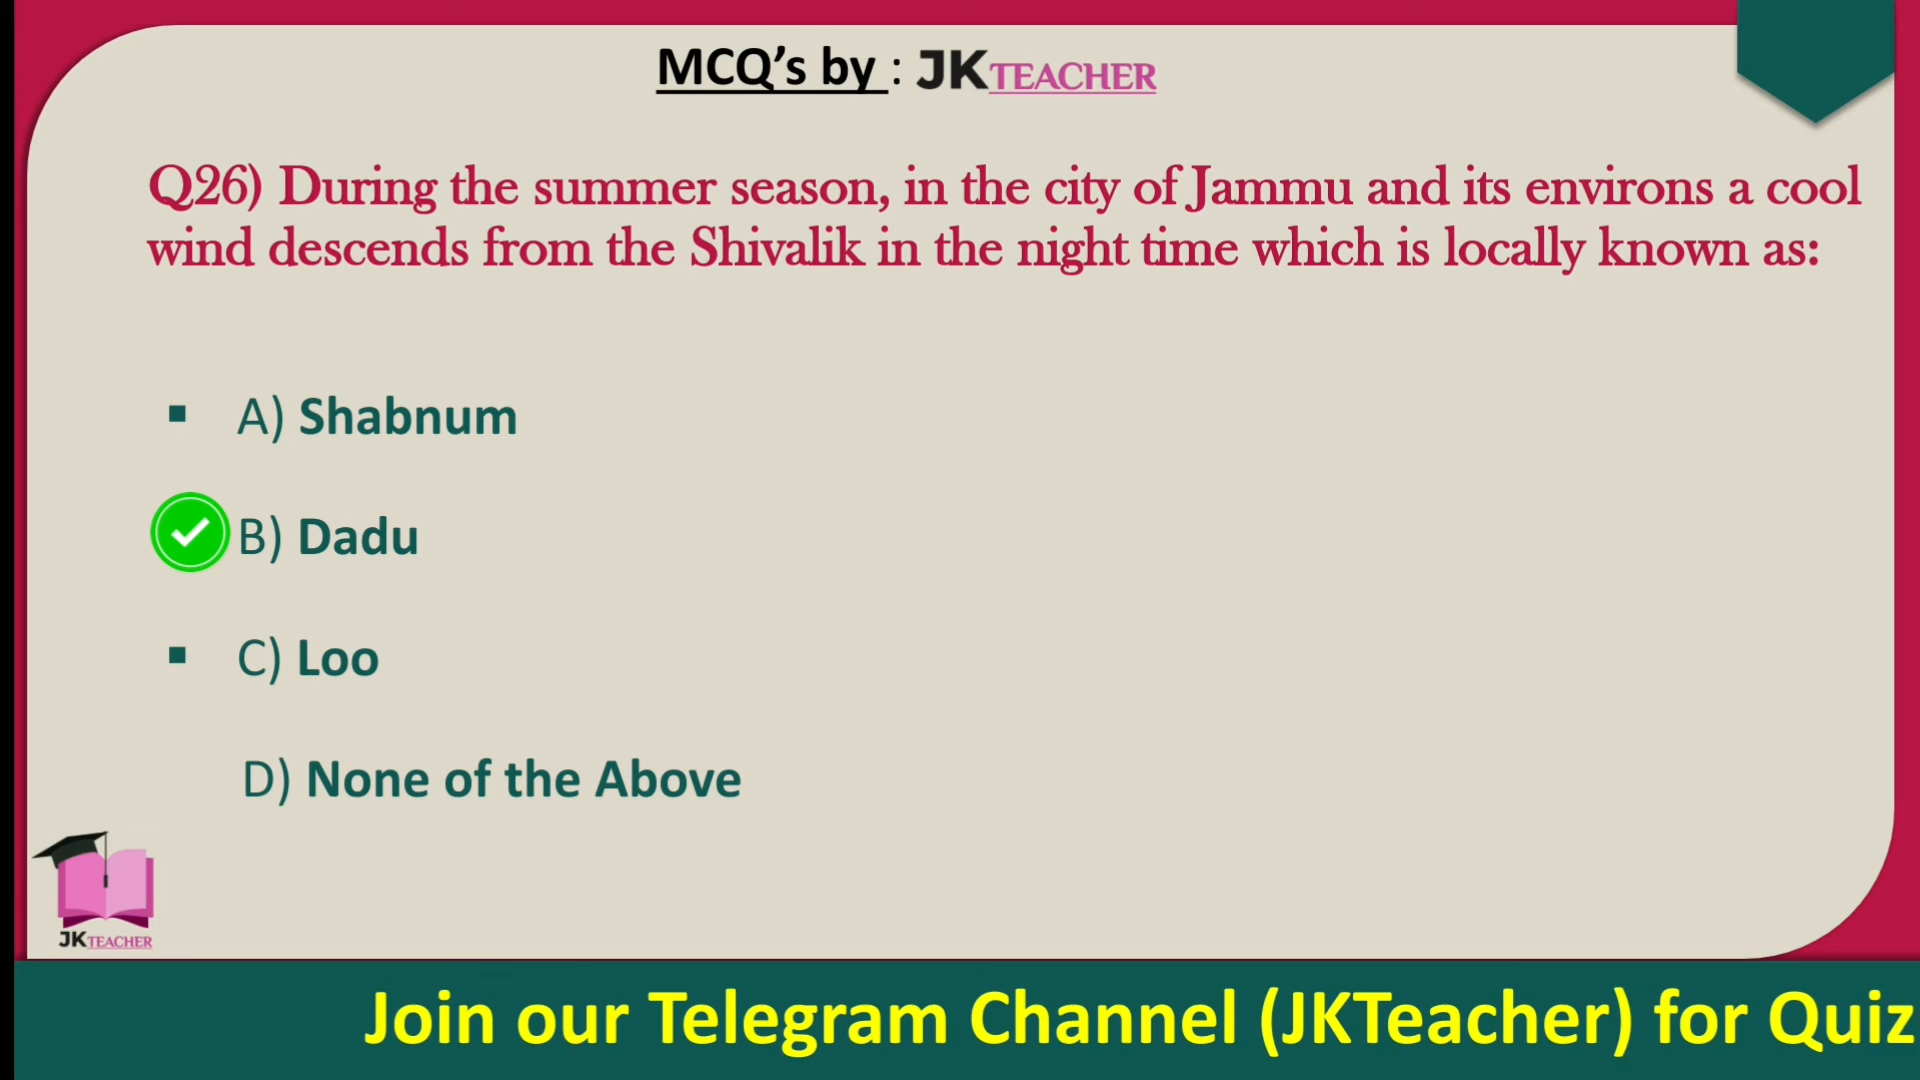 MCQ’s by : JKTEACHER
Q26) During the summer season, in the city of Jammu and its environs a cool
wind descends from the Shivalik in the night time which is locally known as:
A) Shabnum
B) Dadu
C) Loo
D) None of the Above
JKTEACHER
Join our Telegram Channel (JKTeacher) for Quiz